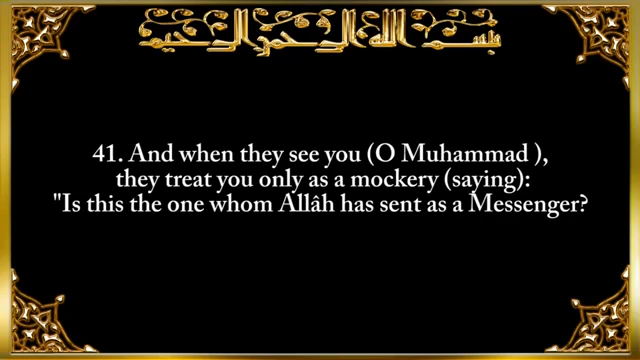 بسم الله الرحمن الرحيم
41. And when they see you (O Muhammad ),
they treat you only as a mockery (saying):
"Is this the one whom Allâh has sent as a Messenger?